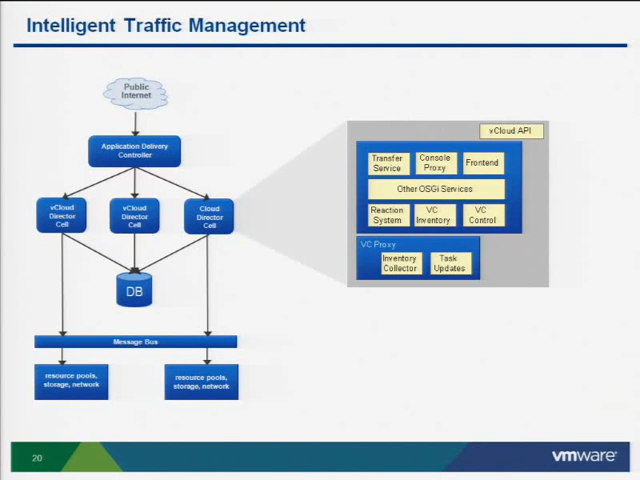 Intelligent Traffic Management
Public
Internet
Application Delivery
Controller
vCloud
Director
Cell
vCloud
Director
Cell
Cloud
Director
Cell
DB
Message Bus
resource pools,
storage, network
resource pools,
storage, network
vCloud API
Transfer
Service
Console
Proxy
Frontend
Other OSGi Services
Reaction
System
VC
Inventory
VC
Control
VC Proxy
Inventory
Collector
Task
Updates
20
vmware